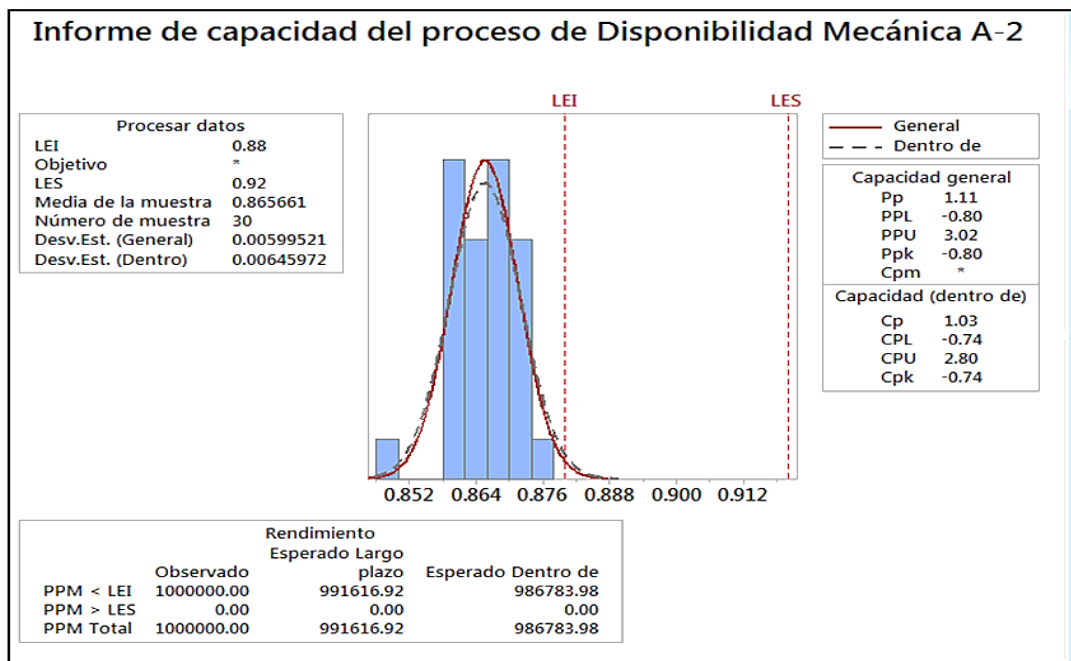 Informe de capacidad del proceso de Disponibilidad Mecánica A-2
LEI LES
Procesar datos
LEI 0.88
Objetivo *
LES 0.92
Media de la muestra 0.865661
Número de muestra 30
Desv.Est. (General) 0.00599521
Desv.Est. (Dentro) 0.00645972
General
Dentro de
Capacidad general
Pp 1.11
PPL -0.80
PPU 3.02
Ppk -0.80
Cpm *
Capacidad (dentro de)
Cp 1.03
CPL -0.74
CPU 2.80
Cpk -0.74
0.852 0.864 0.876 0.888 0.900 0.912
Rendimiento
Esperado Largo
Observado plazo Esperado Dentro de
PPM < LEI 1000000.00 991616.92 986783.98
PPM > LES 0.00 0.00 0.00
PPM Total 1000000.00 991616.92 986783.98